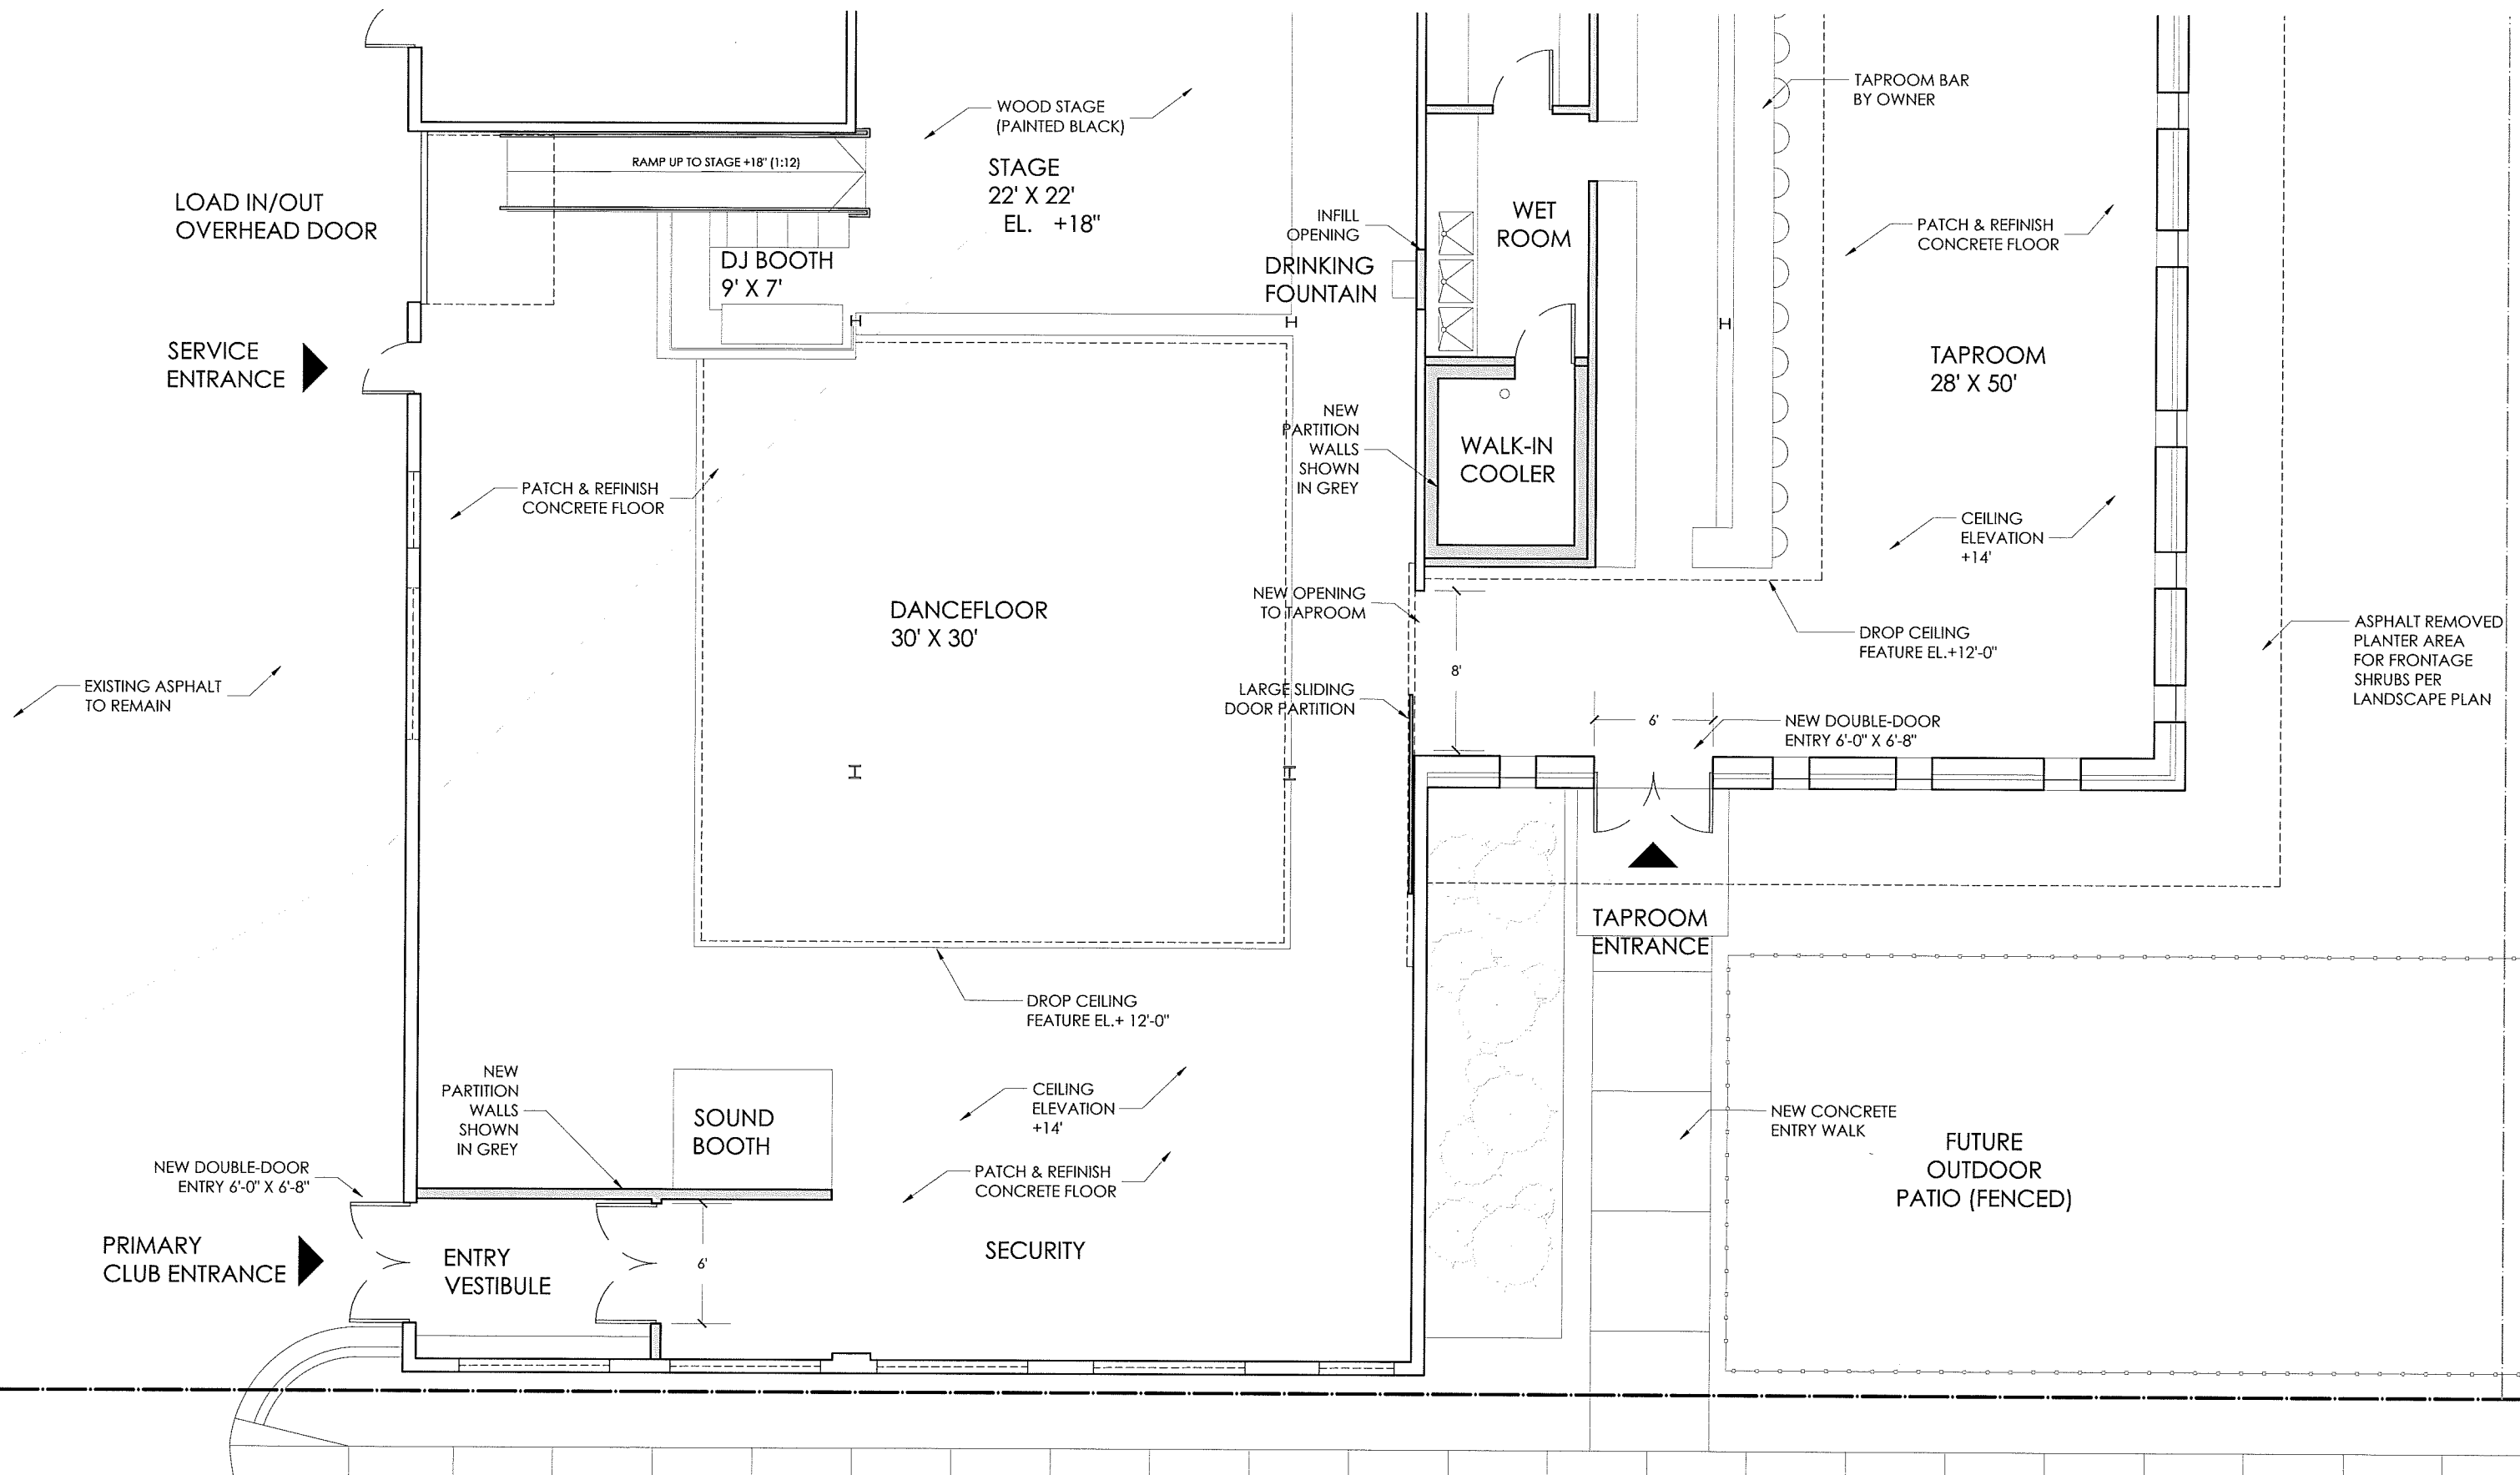 WOOD STAGE
(PAINTED BLACK)
TAPROOM BAR
BY OWNER
RAMP UP TO STAGE +18" (1:12)
STAGE
22' X 22'
EL. +18"
LOAD IN/OUT
OVERHEAD DOOR
INFILL
OPENING
WET
ROOM
PATCH & REFINISH
CONCRETE FLOOR
DJ BOOTH
9' X 7'
DRINKING
FOUNTAIN
SERVICE
ENTRANCE
TAPROOM
28' X 50'
NEW
PARTITION
WALLS
SHOWN
IN GREY
WALK-IN
COOLER
PATCH & REFINISH
CONCRETE FLOOR
CEILING
ELEVATION
+14'
DANCEFLOOR
30' X 30'
NEW OPENING
TO TAPROOM
8'
DROP CEILING
FEATURE EL.+12'-0"
ASPHALT REMOVED
PLANTER AREA
FOR FRONTAGE
SHRUBS PER
LANDSCAPE PLAN
EXISTING ASPHALT
TO REMAIN
LARGE SLIDING
DOOR PARTITION
6'
NEW DOUBLE-DOOR
ENTRY 6'-0" X 6'-8"
TAPROOM
ENTRANCE
DROP CEILING
FEATURE EL.+ 12'-0"
NEW
PARTITION
WALLS
SHOWN
IN GREY
SOUND
BOOTH
CEILING
ELEVATION
+14'
NEW CONCRETE
ENTRY WALK
FUTURE
OUTDOOR
PATIO (FENCED)
NEW DOUBLE-DOOR
ENTRY 6'-0" X 6'-8"
PATCH & REFINISH
CONCRETE FLOOR
PRIMARY
CLUB ENTRANCE
ENTRY
VESTIBULE
6'
SECURITY